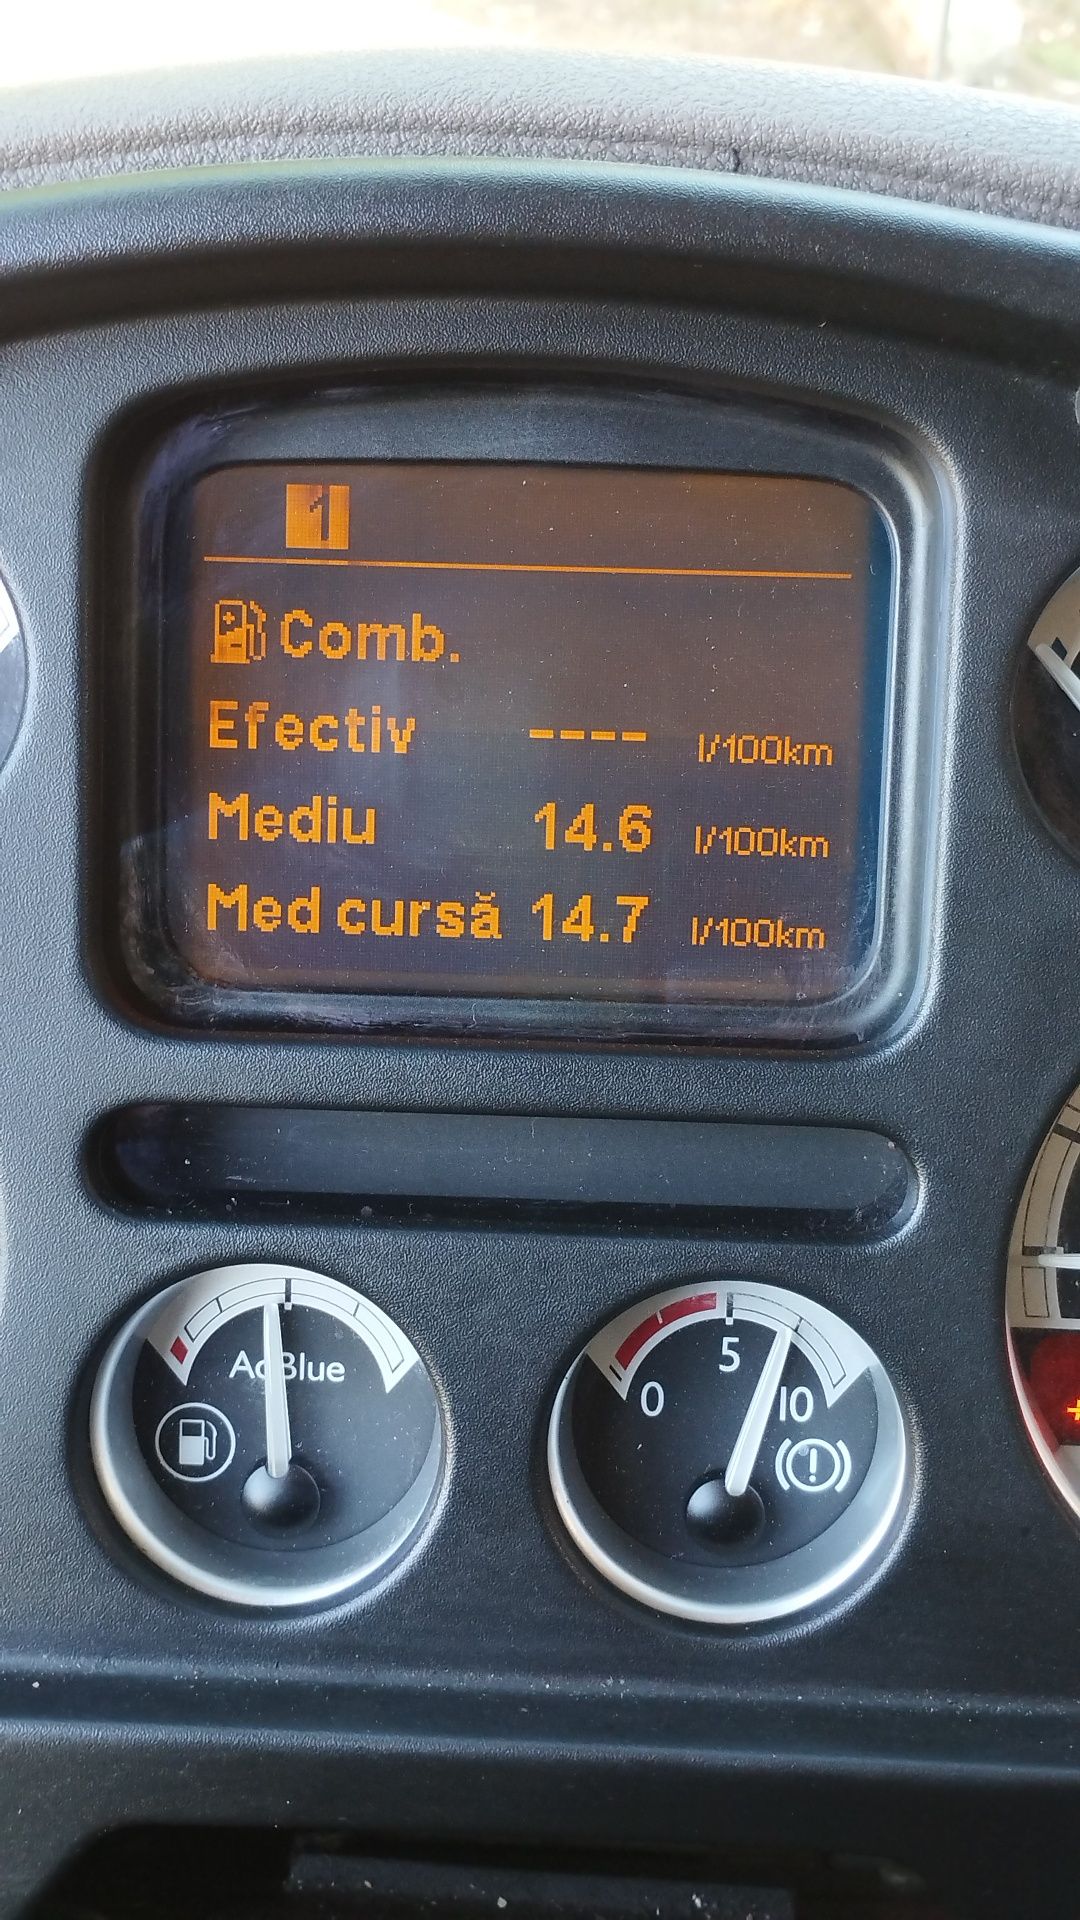 1
Comb.
Efectiv ---- l/100km
Mediu 14.6 l/100km
Med cursă 14.7 l/100km
AdBlue
5
0 10